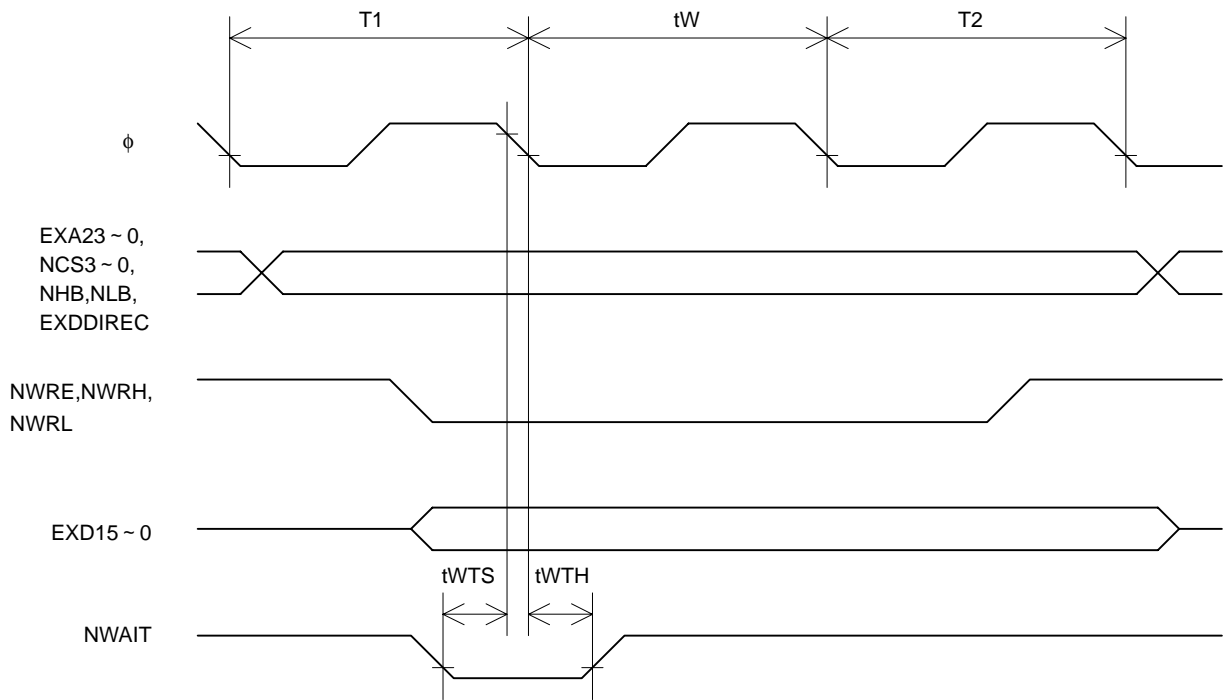 T1
tW
T2
ϕ
EXA23 ~ 0,
NCS3 ~ 0,
NHB,NLB,
EXDDIREC
NWRE,NWRH,
NWRL
EXD15 ~ 0
tWTS
tWTH
NWAIT